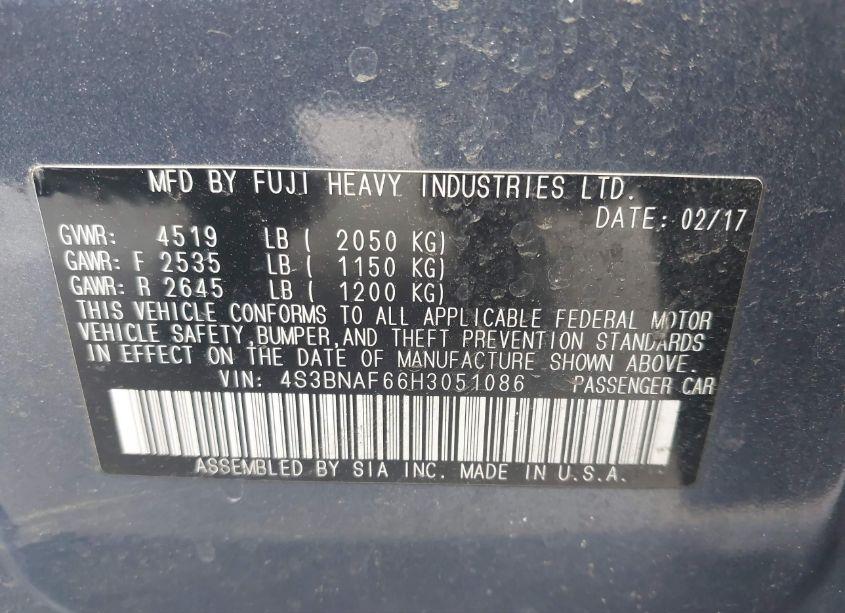 MFD BY FUJI HEAVY INDUSTRIES LTD.
DATE: 02/17
GVWR: 4519 LB ( 2050 KG)
GAWR: F 2535 LB ( 1150 KG)
GAWR: R 2645 LB ( 1200 KG)
THIS VEHICLE CONFORMS TO ALL APPLICABLE FEDERAL MOTOR
VEHICLE SAFETY,BUMPER,AND THEFT PREVENTION STANDARDS
IN EFFECT ON THE DATE OF MANUFACTURE SHOWN ABOVE.
VIN: 4S3BNAF66H3051086 PASSENGER CAR
ASSEMBLED BY SIA INC. MADE IN U.S.A.